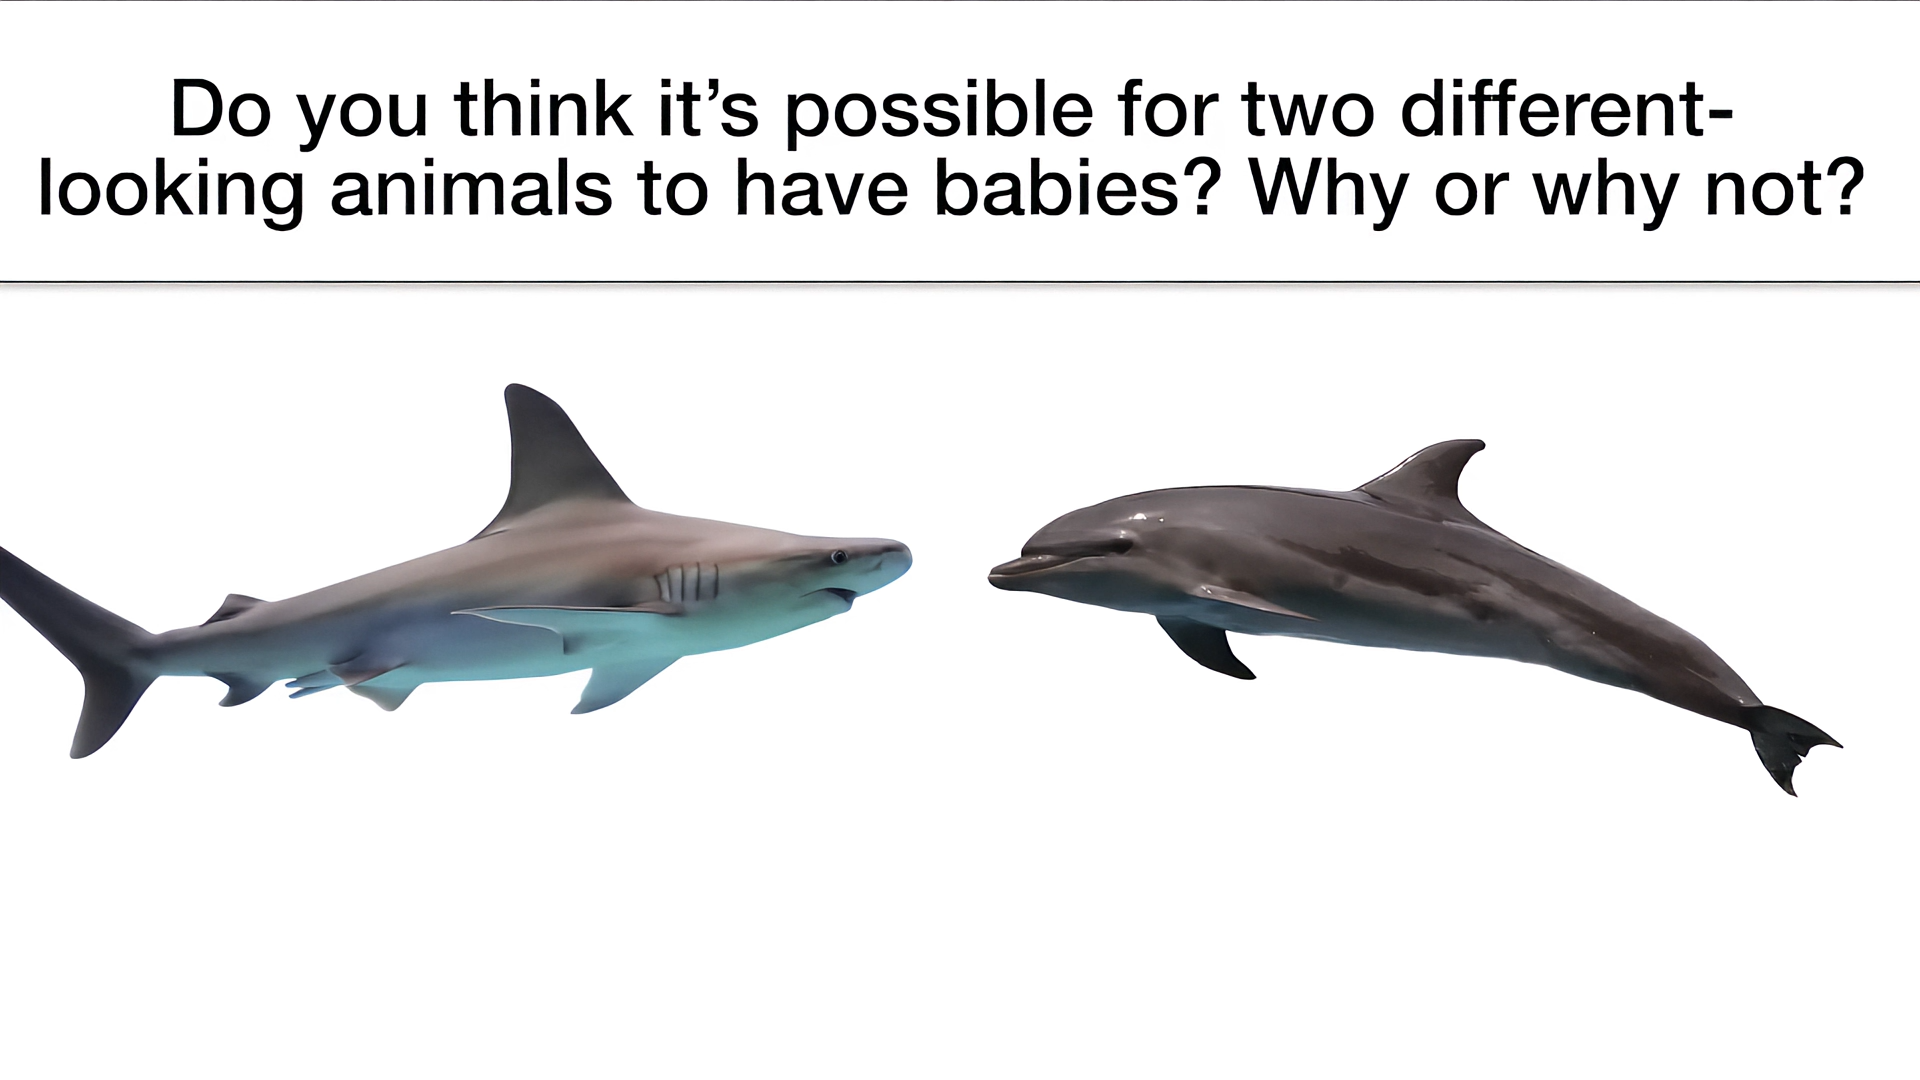 Do you think it’s possible for two different-
looking animals to have babies? Why or why not?